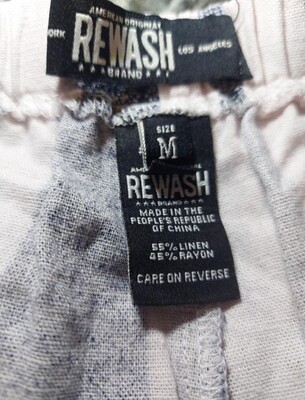 AMERICAN ORIGINAL
ORK REWASH LOS ANGELES
BRAND
SIZE
M
REWASH
BRAND
MADE IN THE
PEOPLE'S REPUBLIC
OF CHINA
55% LINEN
45% RAYON
CARE ON REVERSE